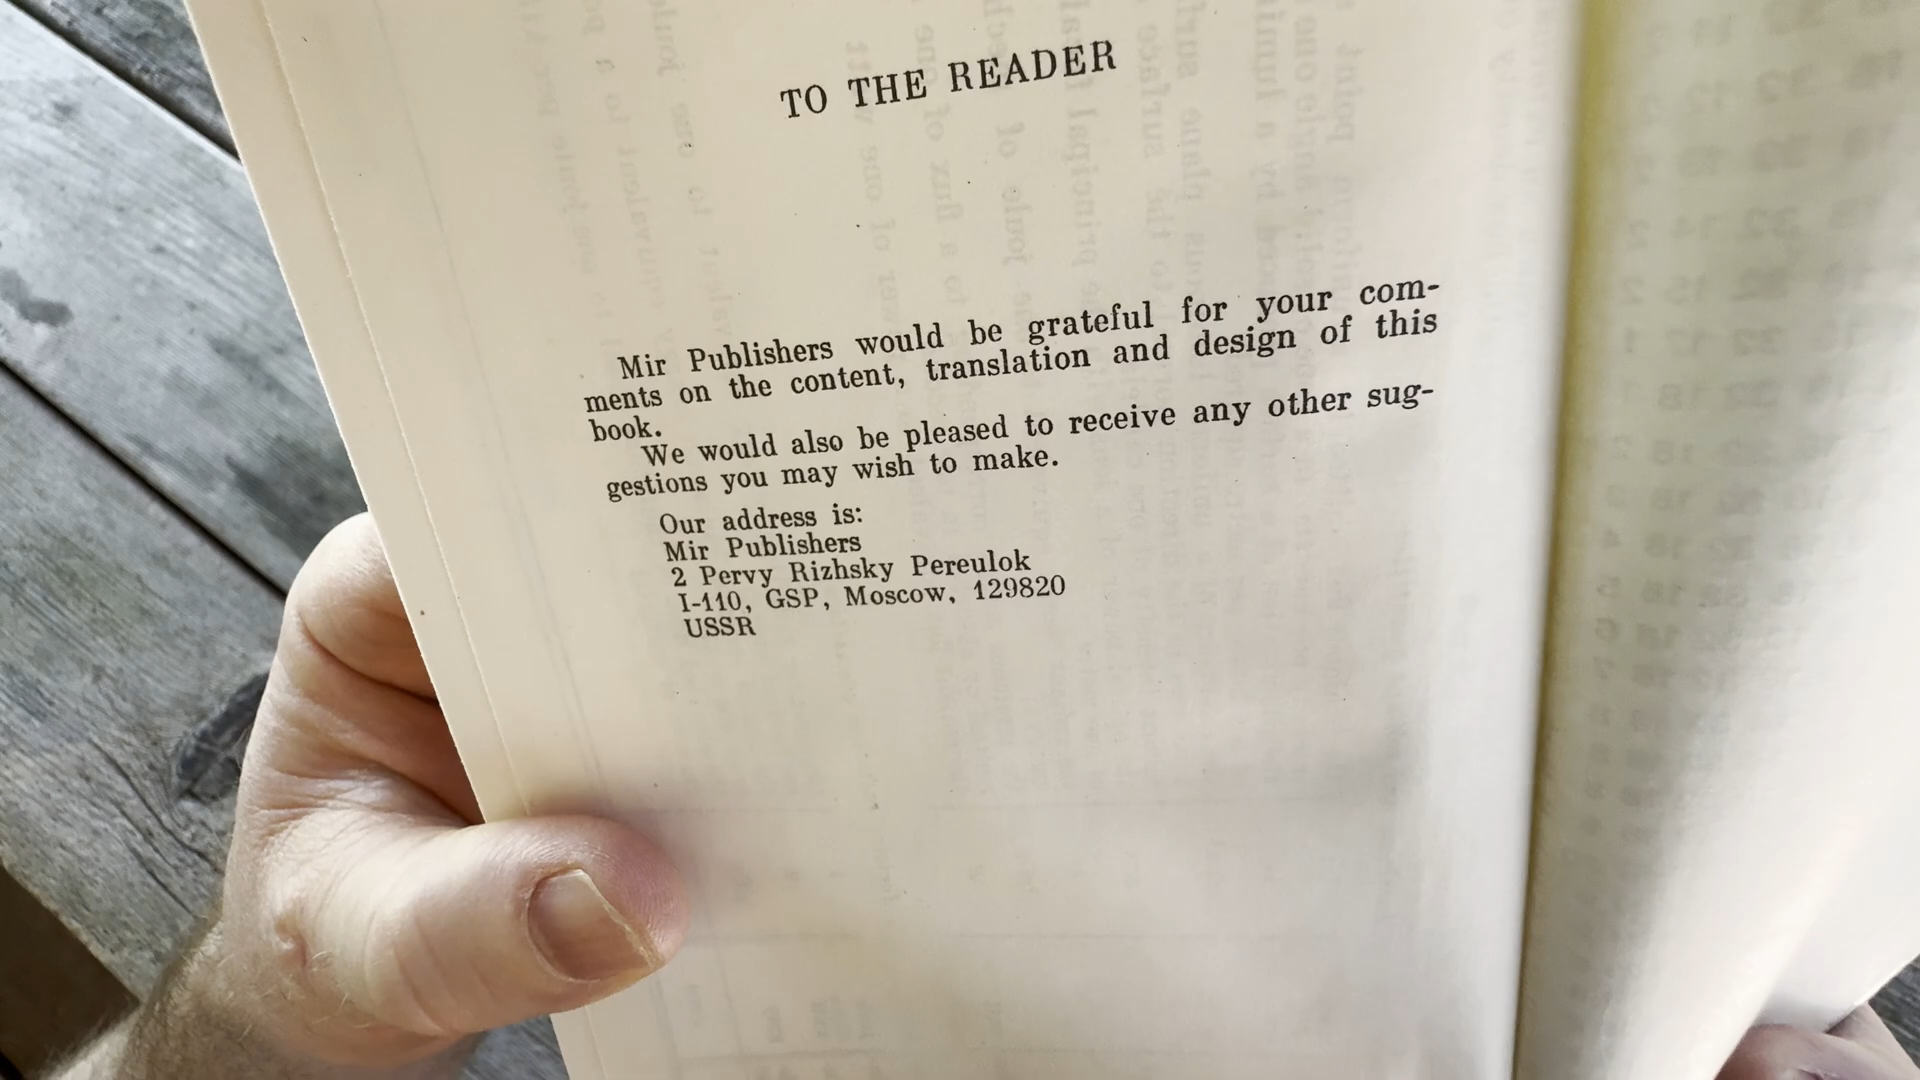 TO THE READER
Mir Publishers would be grateful for your com-
ments on the content, translation and design of this
book.
We would also be pleased to receive any other sug-
gestions you may wish to make.
Our address is:
Mir Publishers
2 Pervy Rizhsky Pereulok
I-110, GSP, Moscow, 129820
USSR